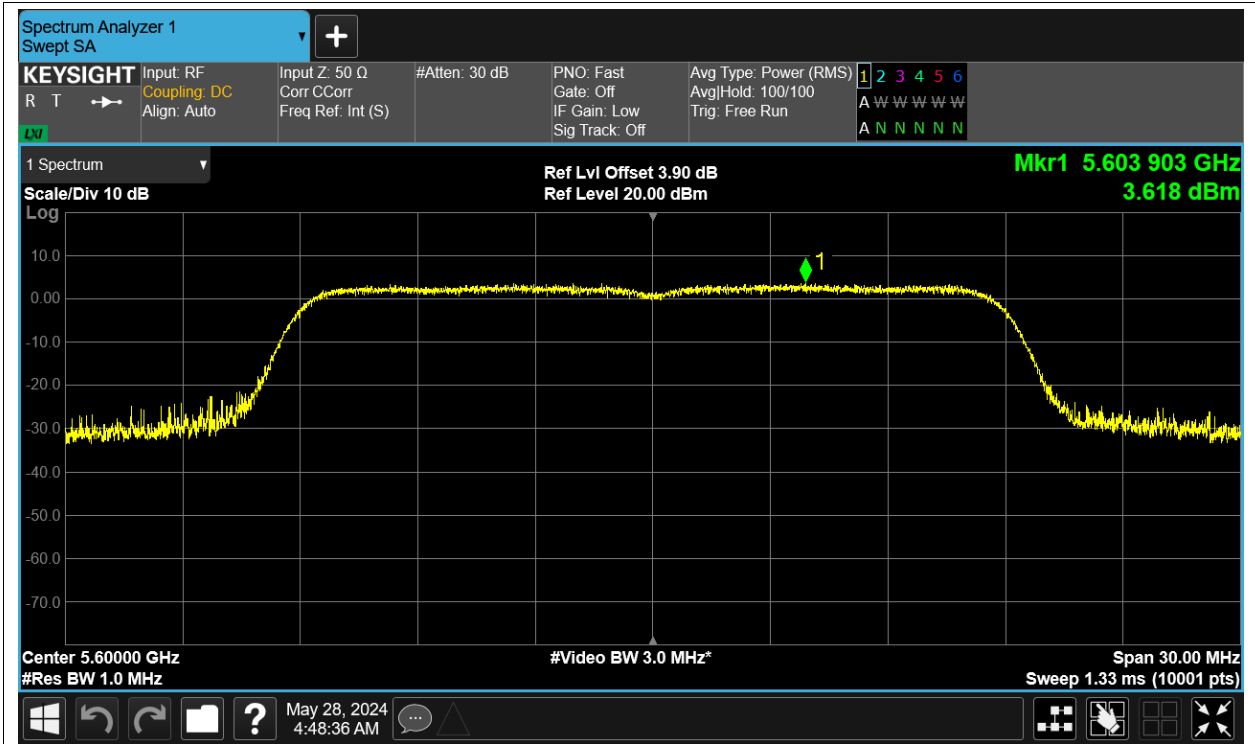 Spectrum Analyzer 1
Swept SA
KEYSIGHT
R T
LXI
Input: RF
Coupling: DC
Align: Auto
Input Z: 50 Ω
Corr CCorr
Freq Ref: Int (S)
#Atten: 30 dB
PNO: Fast
Gate: Off
IF Gain: Low
Sig Track: Off
Avg Type: Power (RMS)
Avg|Hold: 100/100
Trig: Free Run
1 2 3 4 5 6
A W W W W W
A N N N N N
1 Spectrum
Scale/Div 10 dB
Log
Ref Lvl Offset 3.90 dB
Ref Level 20.00 dBm
Mkr1 5.603 903 GHz
3.618 dBm
1
10.0
0.00
-10.0
-20.0
-30.0
-40.0
-50.0
-60.0
-70.0
Center 5.60000 GHz
#Video BW 3.0 MHz*
Span 30.00 MHz
#Res BW 1.0 MHz
Sweep 1.33 ms (10001 pts)
?
May 28, 2024
4:48:36 AM